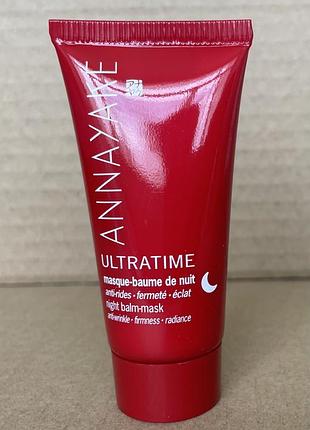 ANNAYAKE
ULTRATIME
masque-baume de nuit
anti-rides • fermeté • éclat
night balm-mask
anti-wrinkle • firmness • radiance